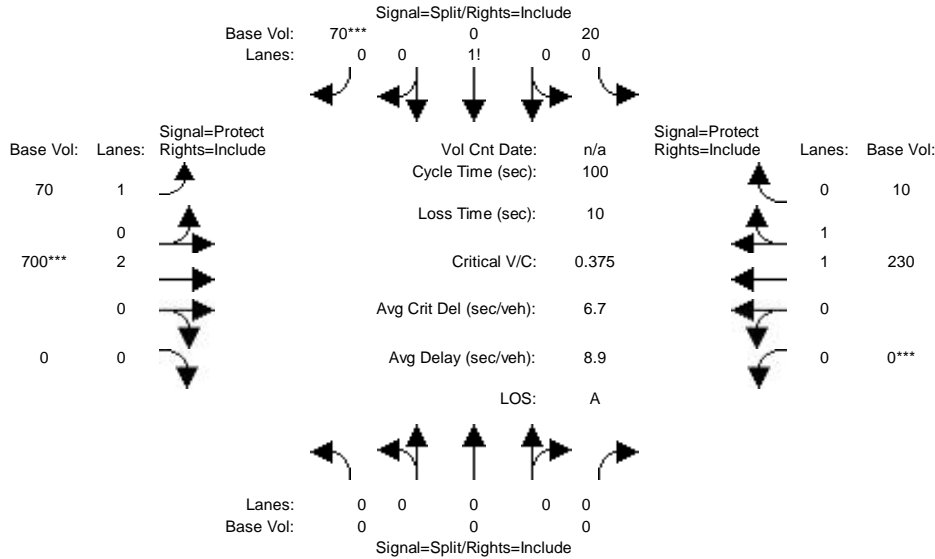 Signal=Split/Rights=Include
Base Vol: 70*** 0 20
Lanes: 0 0 1! 0 0
Signal=Protect
Base Vol: Lanes: Rights=Include
Vol Cnt Date: n/a
Signal=Protect
Rights=Include Lanes: Base Vol:
Cycle Time (sec): 100
70 1
0 10
Loss Time (sec): 10
0
1
700*** 2
Critical V/C: 0.375
1 230
0
Avg Crit Del (sec/veh): 6.7
0
0 0
Avg Delay (sec/veh): 8.9
0 0***
LOS: A
Lanes: 0 0 0 0 0
Base Vol: 0 0 0
Signal=Split/Rights=Include